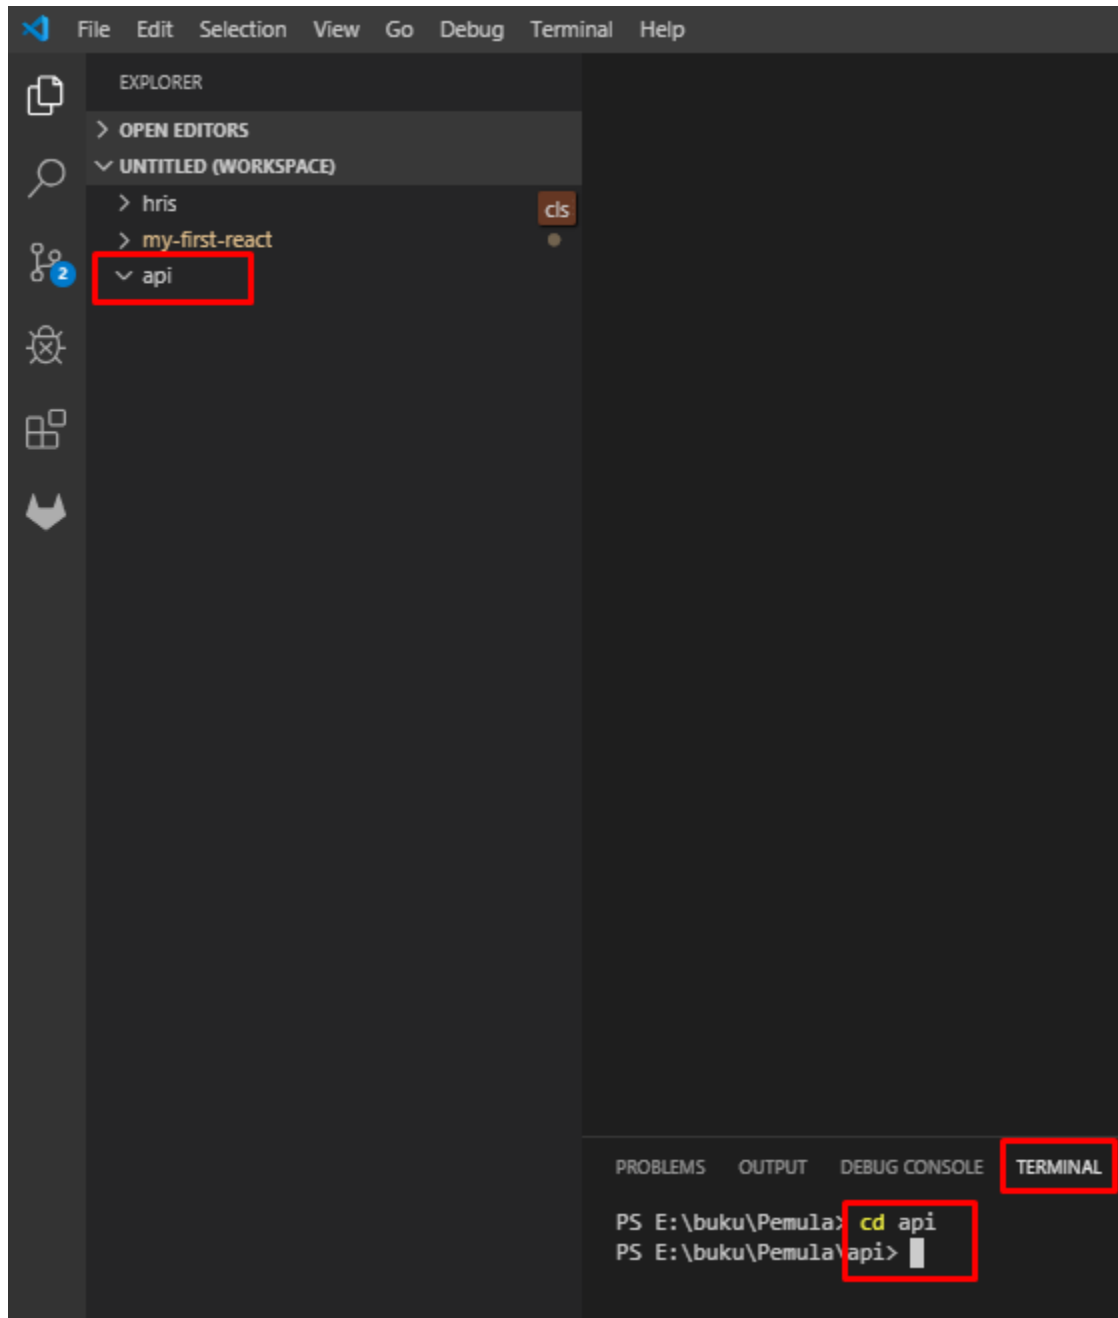 File Edit Selection View Go Debug Terminal Help
EXPLORER
OPEN EDITORS
UNTITLED (WORKSPACE)
hris
cls
my-first-react
2
api
PROBLEMS OUTPUT DEBUG CONSOLE TERMINAL
PS E:\buku\Pemula> cd api
PS E:\buku\Pemula\api>